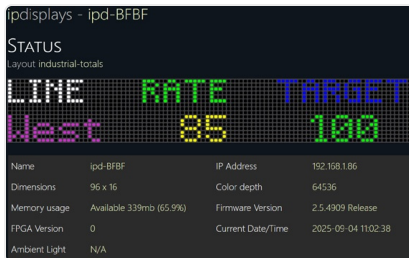 ipdisplays - ipd-BFBF
STATUS
Layout industrial-totals
LINE RATE TARGET
West 85 100
Name ipd-BFBF IP Address 192.168.1.86
Dimensions 96 x 16 Color depth 64536
Memory usage Available 339mb (65.9%) Firmware Version 2.5.4909 Release
FPGA Version 0 Current Date/Time 2025-09-04 11:02:38
Ambient Light N/A